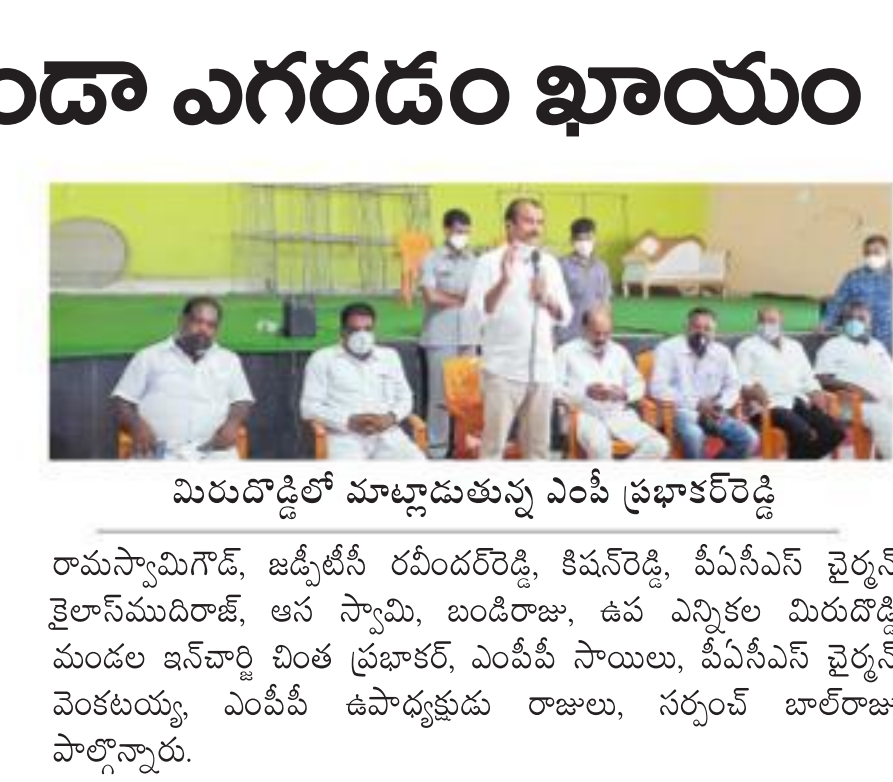 ండా ఎగరడం ఖాయం
మిరుదొడ్డిలో మాట్లాడుతున్న ఎంపీ ప్రభాకర్‌రెడ్డి
రామస్వామిగౌడ్, జడ్పీటీసీ రవీందర్‌రెడ్డి, కిషన్‌రెడ్డి, పీఏసీఎస్ చైర్మన్
కైలాస్‌ముదిరాజ్, ఆస స్వామి, బండిరాజు, ఉప ఎన్నికల మిరుదొడ్డి
మండల ఇన్‌చార్జి చింత ప్రభాకర్, ఎంపీపీ సాయిలు, పీఏసీఎస్ చైర్మన్
వెంకటయ్య, ఎంపీపీ ఉపాధ్యక్షుడు రాజులు, సర్పంచ్ బాల్‌రాజు
పాల్గొన్నారు.